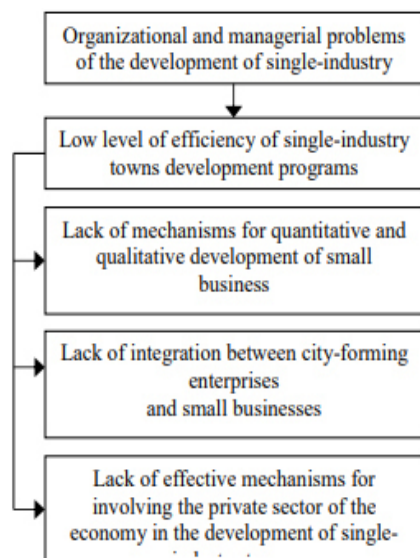 Organizational and managerial problems
of the development of single-industry
Low level of efficiency of single-industry
towns development programs
Lack of mechanisms for quantitative and
qualitative development of small
business
Lack of integration between city-forming
enterprises
and small businesses
Lack of effective mechanisms for
involving the private sector of the
economy in the development of single-